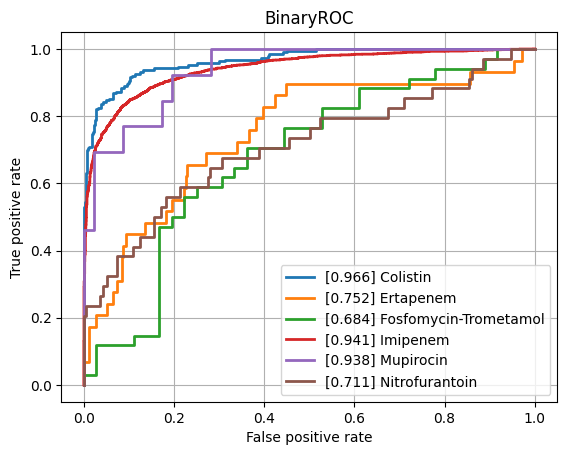 BinaryROC
True positive rate
1.0
0.8
0.6
0.4
0.2
0.0
[0.966] Colistin
[0.752] Ertapenem
[0.684] Fosfomycin-Trometamol
[0.941] Imipenem
[0.938] Mupirocin
[0.711] Nitrofurantoin
0.0 0.2 0.4 0.6 0.8 1.0
False positive rate